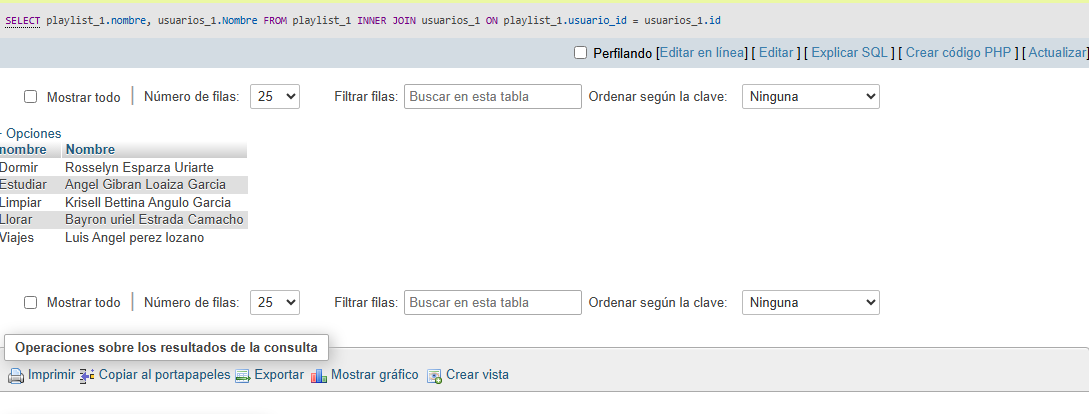 SELECT playlist_1.nombre, usuarios_1.Nombre FROM playlist_1 INNER JOIN usuarios_1 ON playlist_1.usuario_id = usuarios_1.id
Perfilando [Editar en línea] [ Editar ] [ Explicar SQL ] [ Crear código PHP ] [ Actualizar]
Mostrar todo | Número de filas: 25 Filtrar filas: Buscar en esta tabla Ordenar según la clave: Ninguna
+ Opciones
nombre Nombre
Dormir Rosselyn Esparza Uriarte
Estudiar Angel Gibran Loaiza Garcia
Limpiar Krisell Bettina Angulo Garcia
Llorar Bayron uriel Estrada Camacho
Viajes Luis Angel perez lozano
Mostrar todo | Número de filas: 25 Filtrar filas: Buscar en esta tabla Ordenar según la clave: Ninguna
Operaciones sobre los resultados de la consulta
Imprimir Copiar al portapapeles Exportar Mostrar gráfico Crear vista